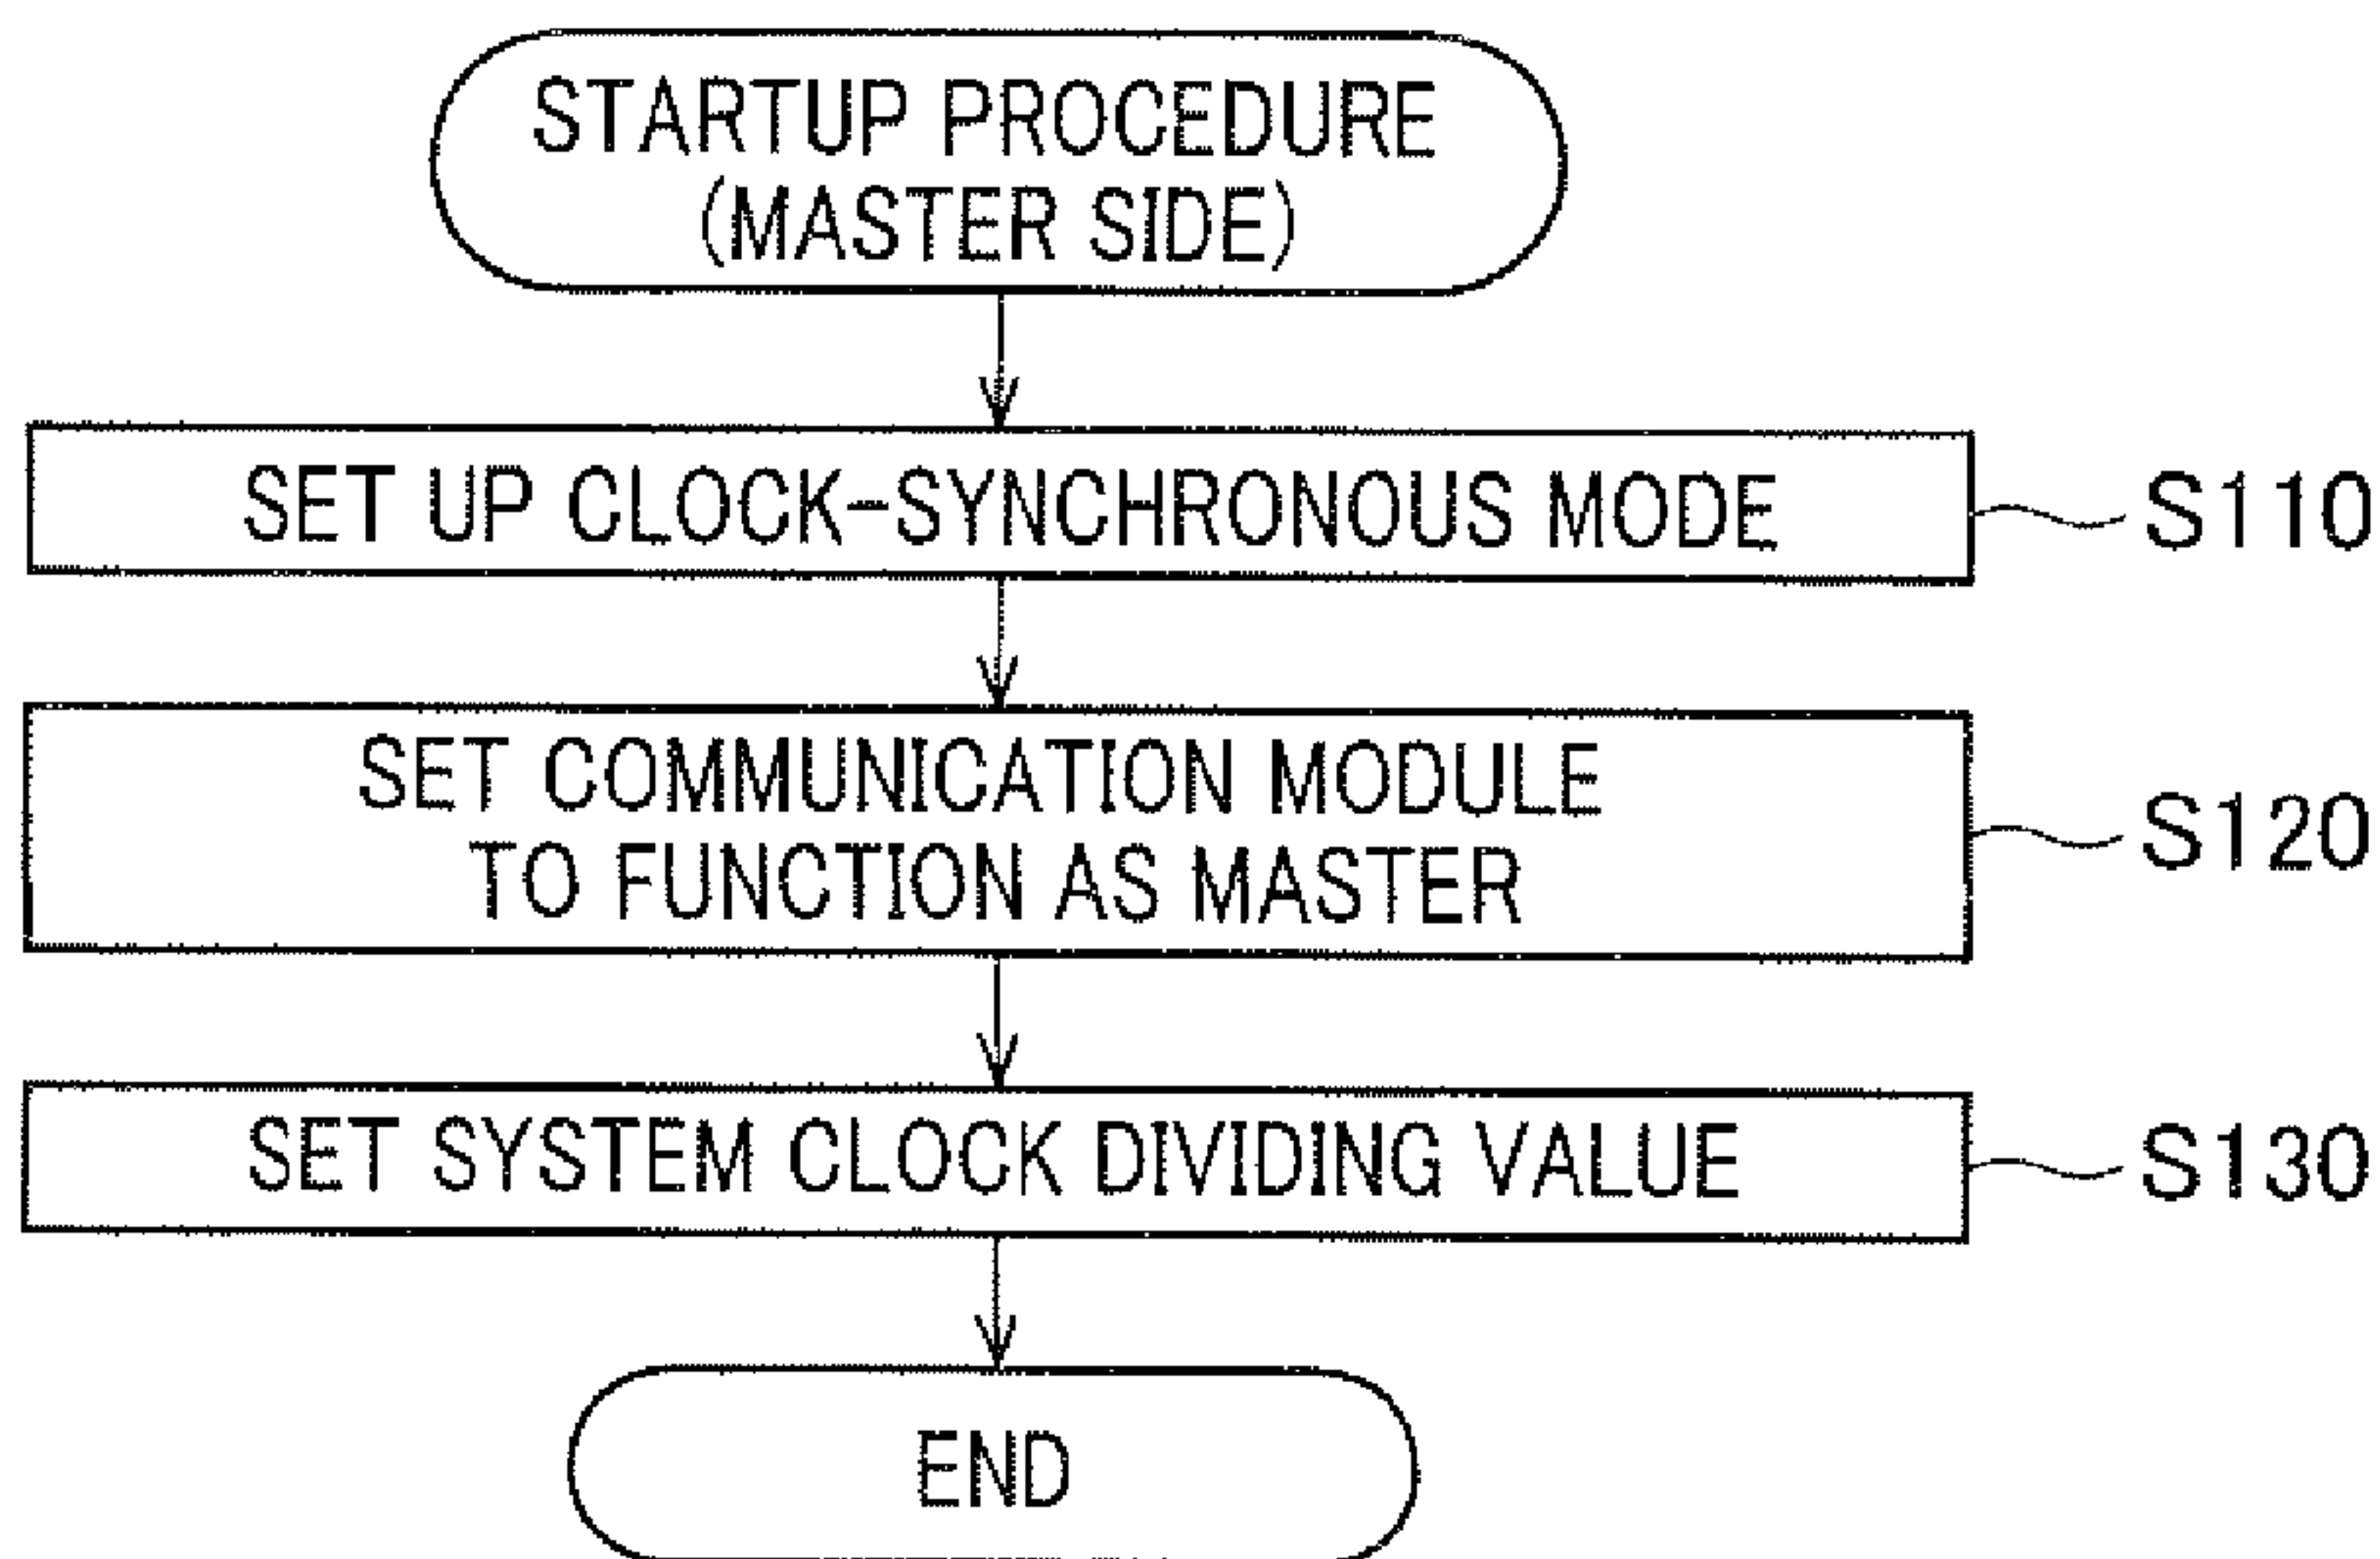 STARTUP PROCEDURE
(MASTER SIDE)
SET UP CLOCK-SYNCHRONOUS MODE
S110
SET COMMUNICATION MODULE
TO FUNCTION AS MASTER
S120
SET SYSTEM CLOCK DIVIDING VALUE
S130
END